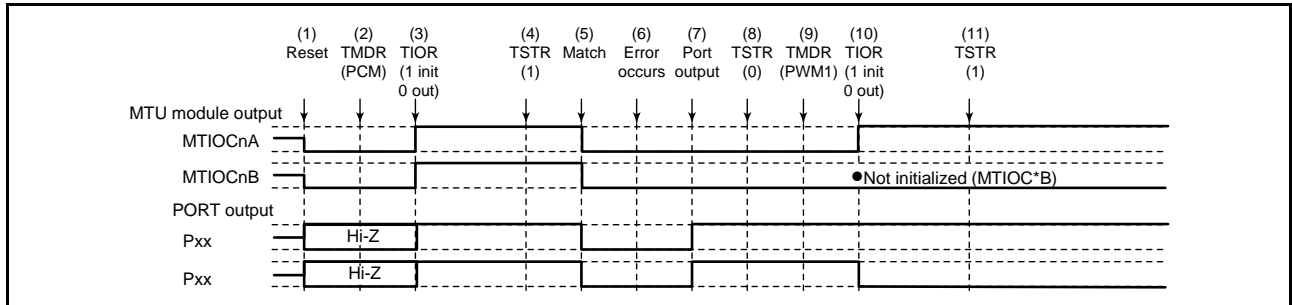 (1) (2) (3) (4) (5) (6) (7) (8) (9) (10) (11)
Reset TMDR TIOR TSTR Match Error Port TSTR TMDR TIOR TSTR
(PCM) (1 init (1) occurs output (0) (PWM1) (1 init (1)
0 out) 0 out)
MTU module output
MTIOCnA
MTIOCnB
●Not initialized (MTIOC*B)
PORT output
Pxx Hi-Z
Pxx Hi-Z